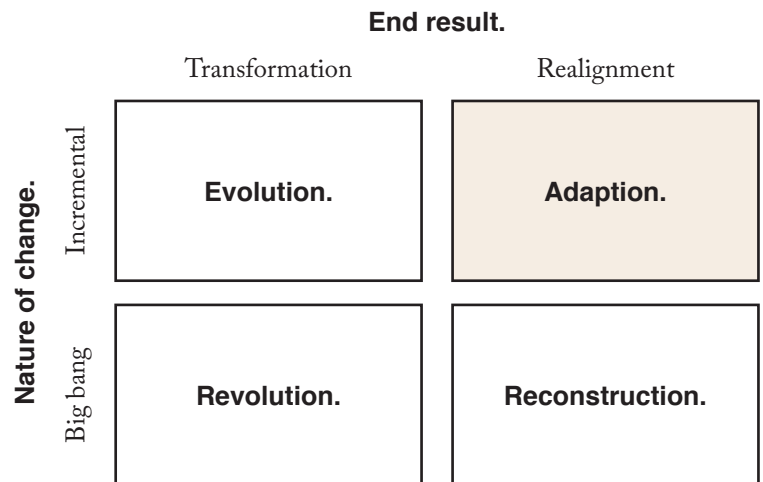 End result.
Transformation
Realignment
Nature of change.
Incremental
Evolution.
Adaption.
Big bang
Revolution.
Reconstruction.